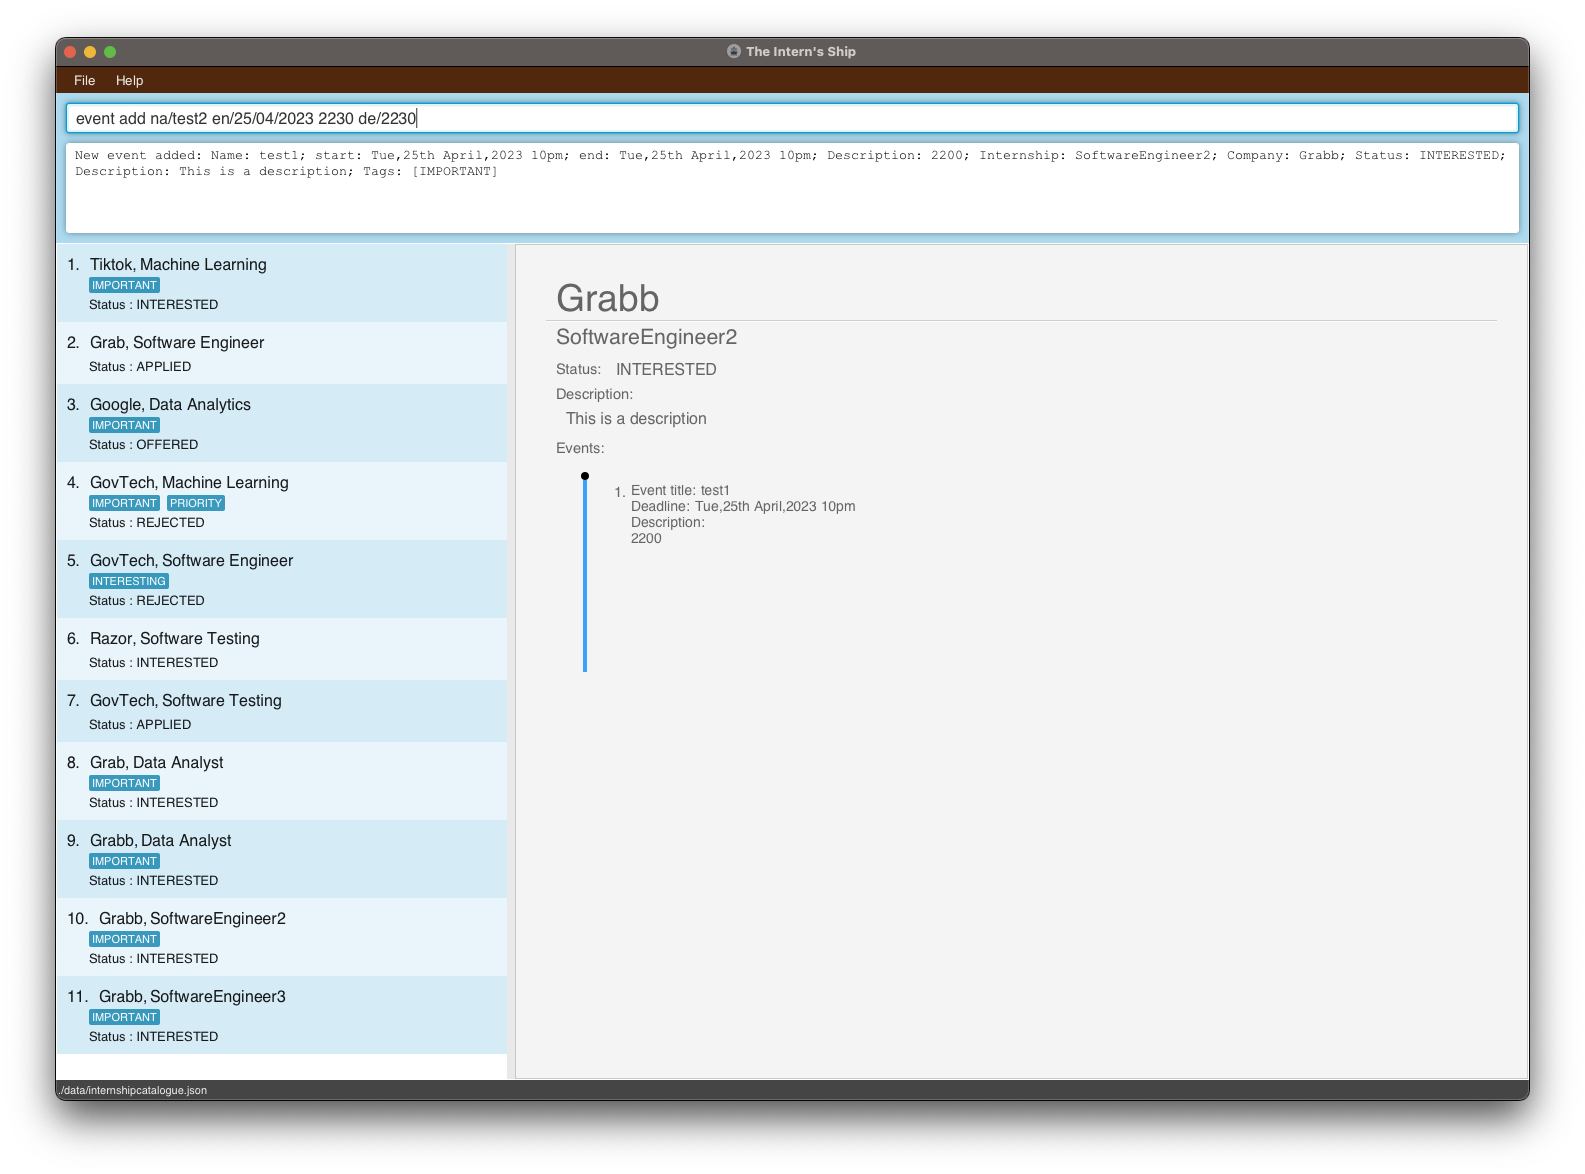 The Intern's Ship
File Help
event add na/test2 en/25/04/2023 2230 de/2230
New event added: Name: test1; start: Tue,25th April,2023 10pm; end: Tue,25th April,2023 10pm; Description: 2200; Internship: SoftwareEngineer2; Company: Grabb; Status: INTERESTED;
Description: This is a description; Tags: [IMPORTANT]
1. Tiktok, Machine Learning
IMPORTANT
Status : INTERESTED
2. Grab, Software Engineer
Status : APPLIED
3. Google, Data Analytics
IMPORTANT
Status : OFFERED
4. GovTech, Machine Learning
IMPORTANT PRIORITY
Status : REJECTED
5. GovTech, Software Engineer
INTERESTING
Status : REJECTED
6. Razor, Software Testing
Status : INTERESTED
7. GovTech, Software Testing
Status : APPLIED
8. Grab, Data Analyst
IMPORTANT
Status : INTERESTED
9. Grabb, Data Analyst
IMPORTANT
Status : INTERESTED
10. Grabb, SoftwareEngineer2
IMPORTANT
Status : INTERESTED
11. Grabb, SoftwareEngineer3
IMPORTANT
Status : INTERESTED
Grabb
SoftwareEngineer2
Status: INTERESTED
Description:
This is a description
Events:
1. Event title: test1
Deadline: Tue,25th April,2023 10pm
Description:
2200
./data/internshipcatalogue.json